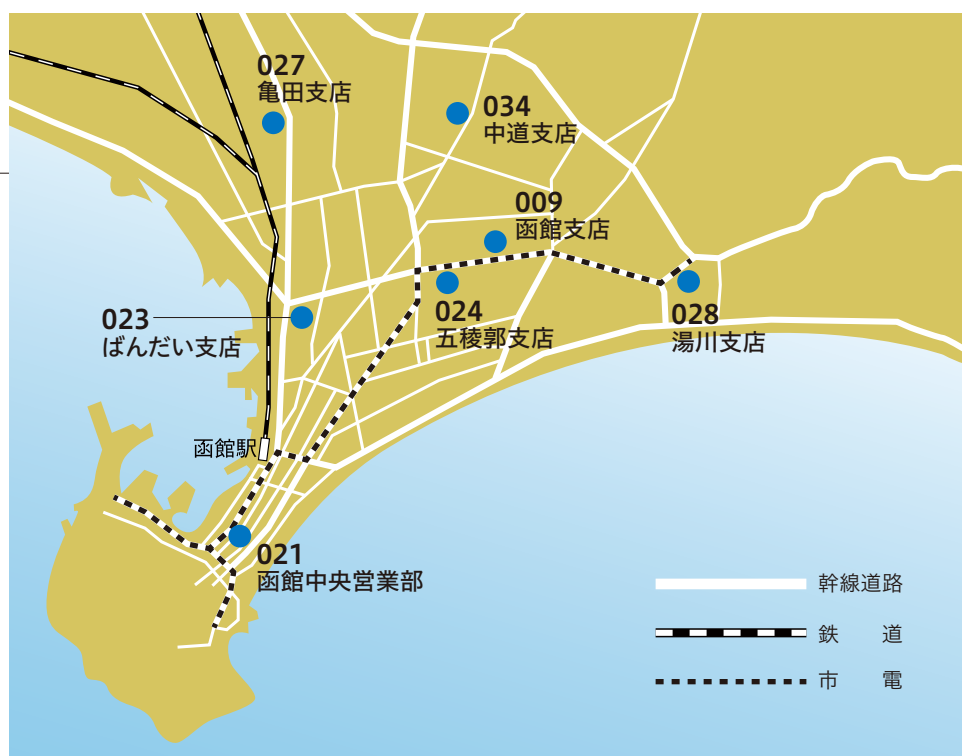 027
亀田支店
034
中道支店
009
函館支店
023
ばんだい支店
024
五稜郭支店
028
湯川支店
函館駅
021
函館中央営業部
幹線道路
鉄　道
市　電